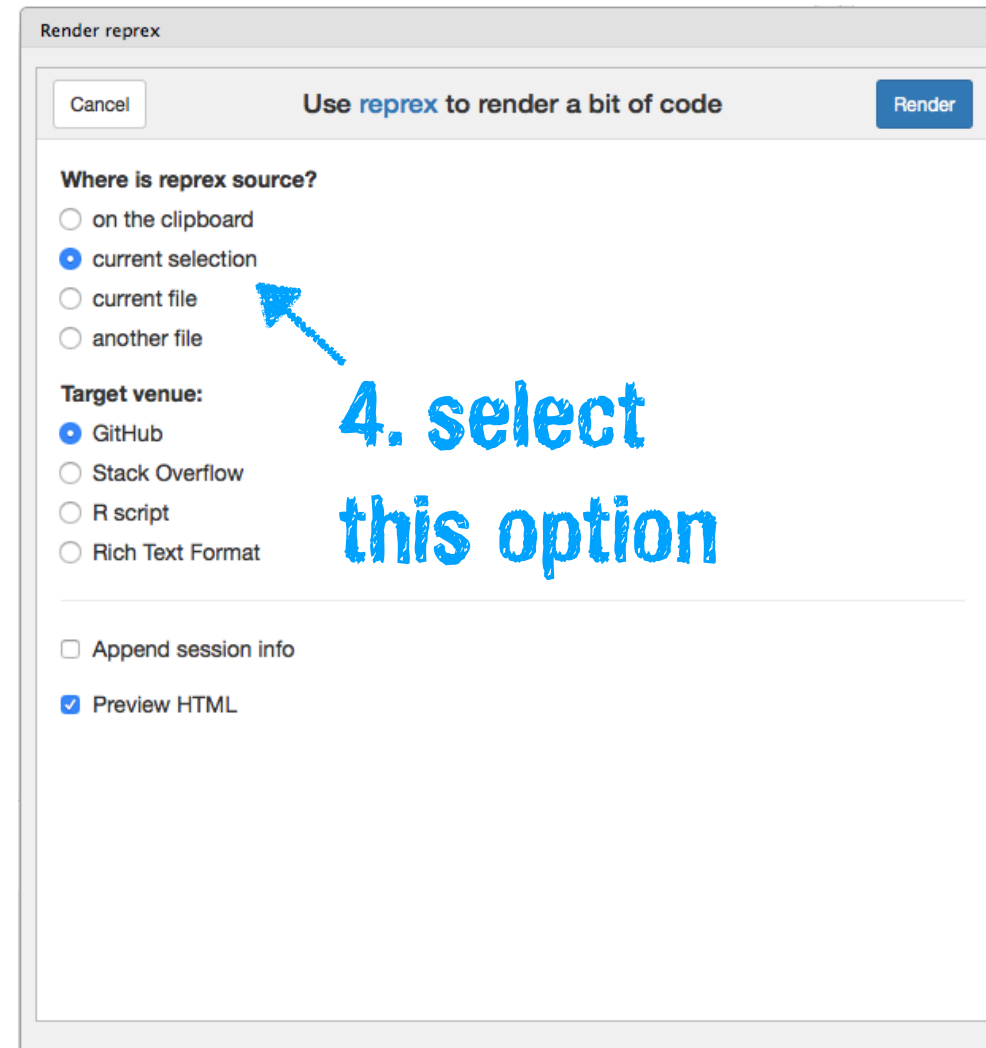 Render reprex
Cancel
Use reprex to render a bit of code
Render
Where is reprex source?
on the clipboard
current selection
current file
another file
Target venue:
GitHub
Stack Overflow
R script
Rich Text Format
4. select
this option
Append session info
Preview HTML